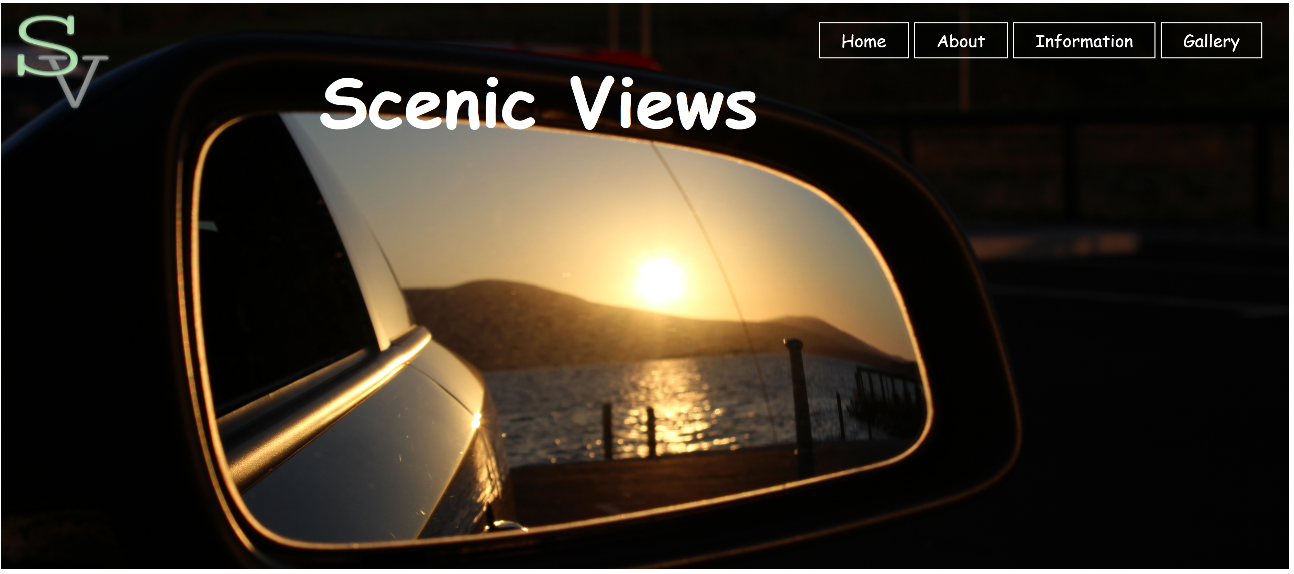 SV
Home
About
Information
Gallery
Scenic Views